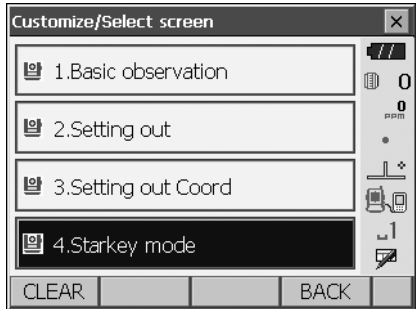 Customize/Select screen
1.Basic observation
0
2.Setting out
0
ppm
3.Setting out Coord
4.Starkey mode
1
CLEAR BACK